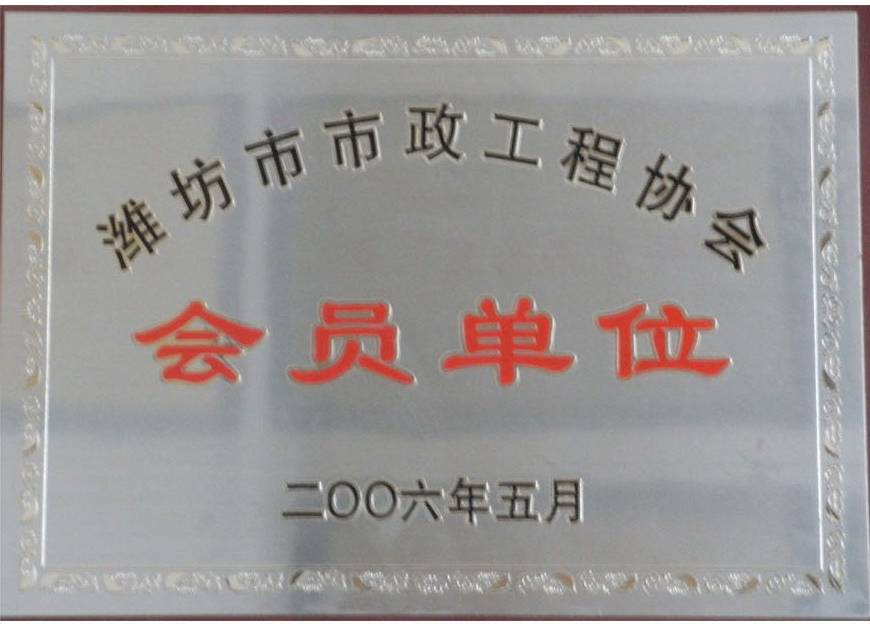 潍坊市市政工程协会
会员单位
二〇〇六年五月